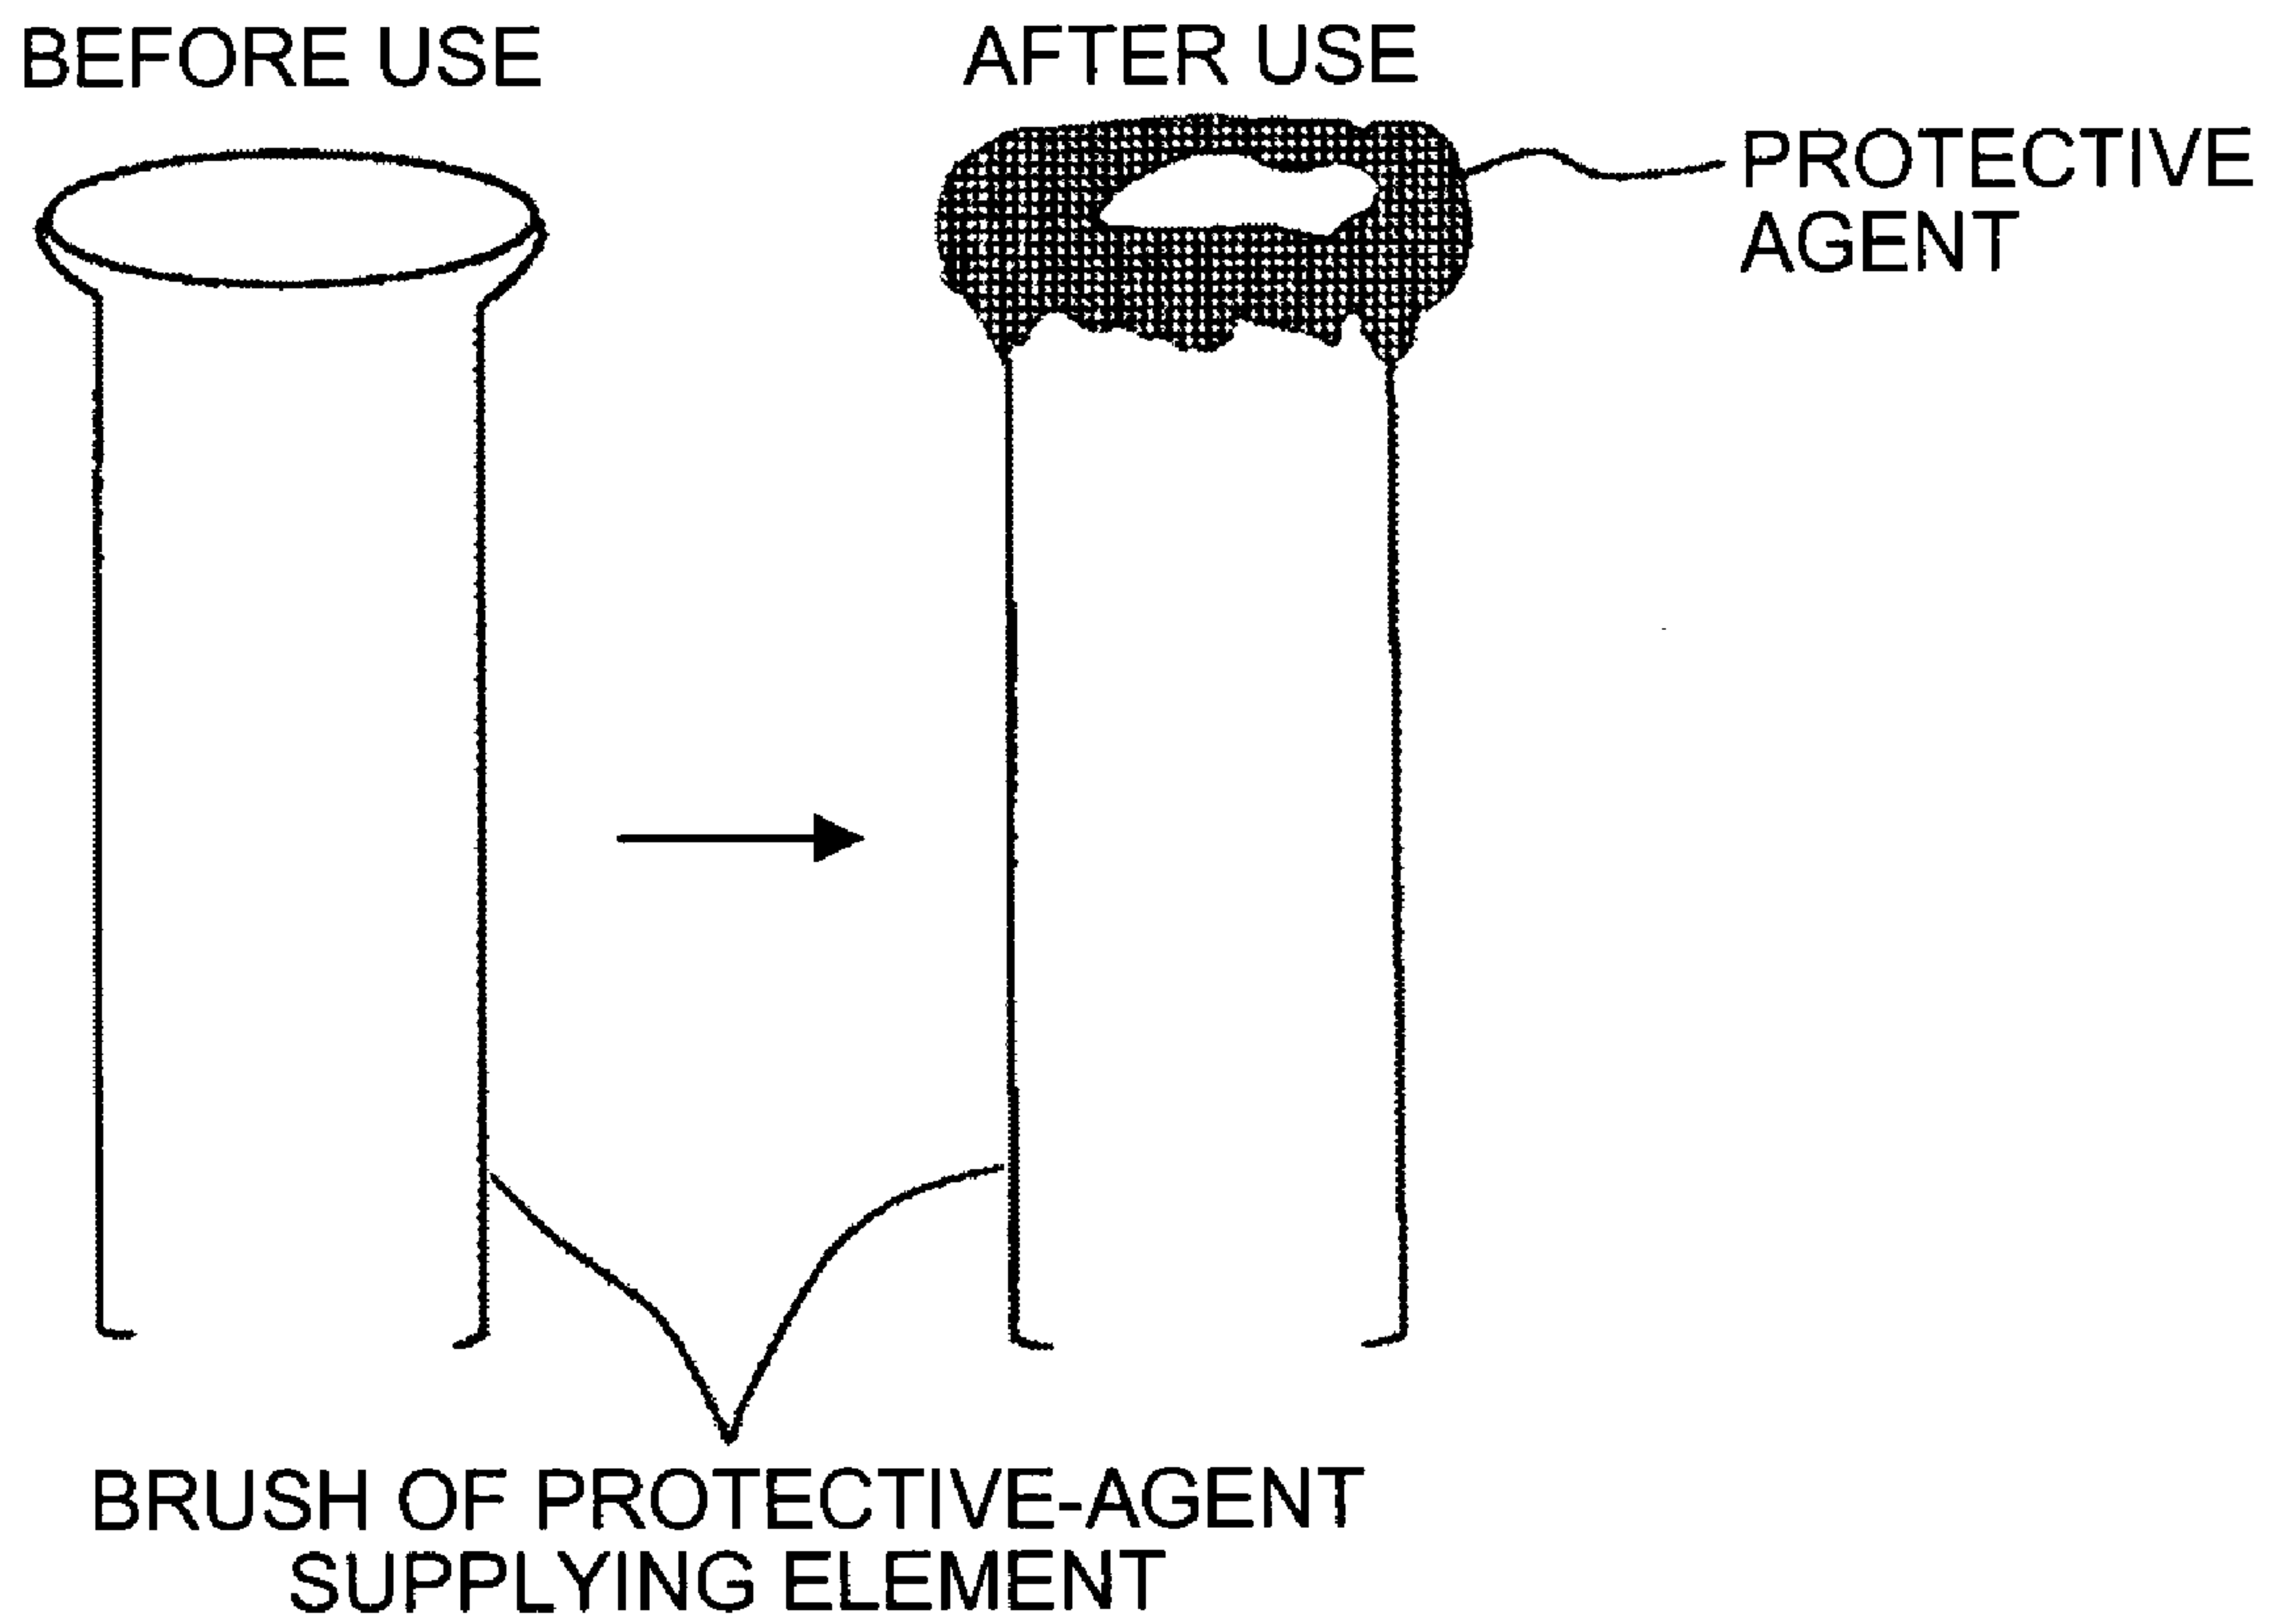 BEFORE USE
AFTER USE
PROTECTIVE
AGENT
BRUSH OF PROTECTIVE-AGENT
SUPPLYING ELEMENT